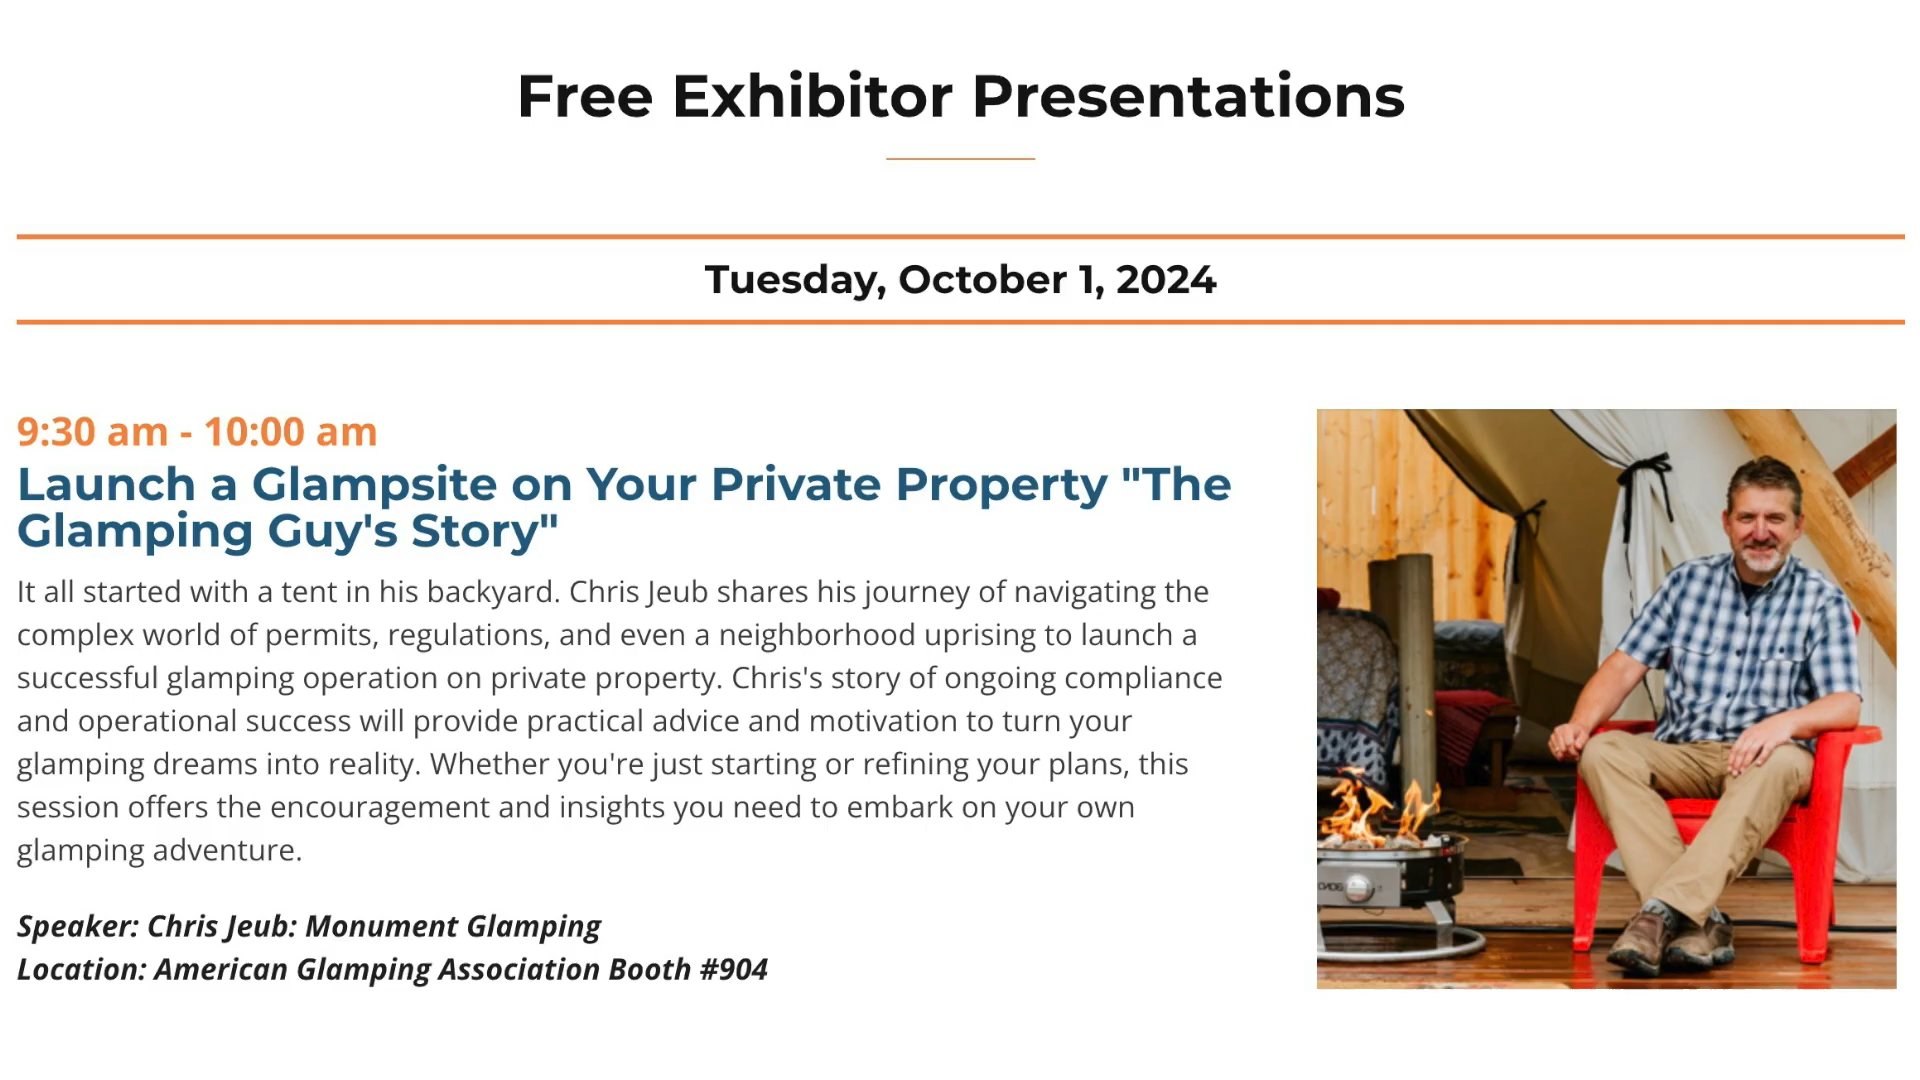 Free Exhibitor Presentations
Tuesday, October 1, 2024
9:30 am - 10:00 am
Launch a Glampsite on Your Private Property "The
Glamping Guy's Story"
It all started with a tent in his backyard. Chris Jeub shares his journey of navigating the
complex world of permits, regulations, and even a neighborhood uprising to launch a
successful glamping operation on private property. Chris's story of ongoing compliance
and operational success will provide practical advice and motivation to turn your
glamping dreams into reality. Whether you're just starting or refining your plans, this
session offers the encouragement and insights you need to embark on your own
glamping adventure.
Speaker: Chris Jeub: Monument Glamping
Location: American Glamping Association Booth #904